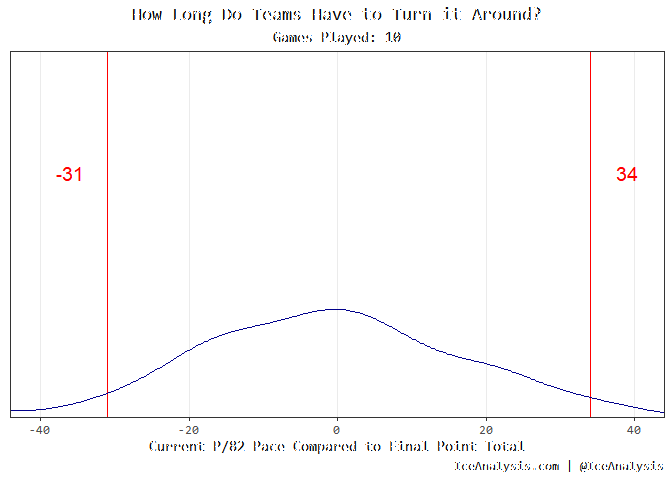 How Long Do Teams Have to Turn it Around?
Games Played: 10
-31
34
-40
-20
0
20
40
Current P/82 Pace Compared to Final Point Total
IceAnalysis.com | @IceAnalysis